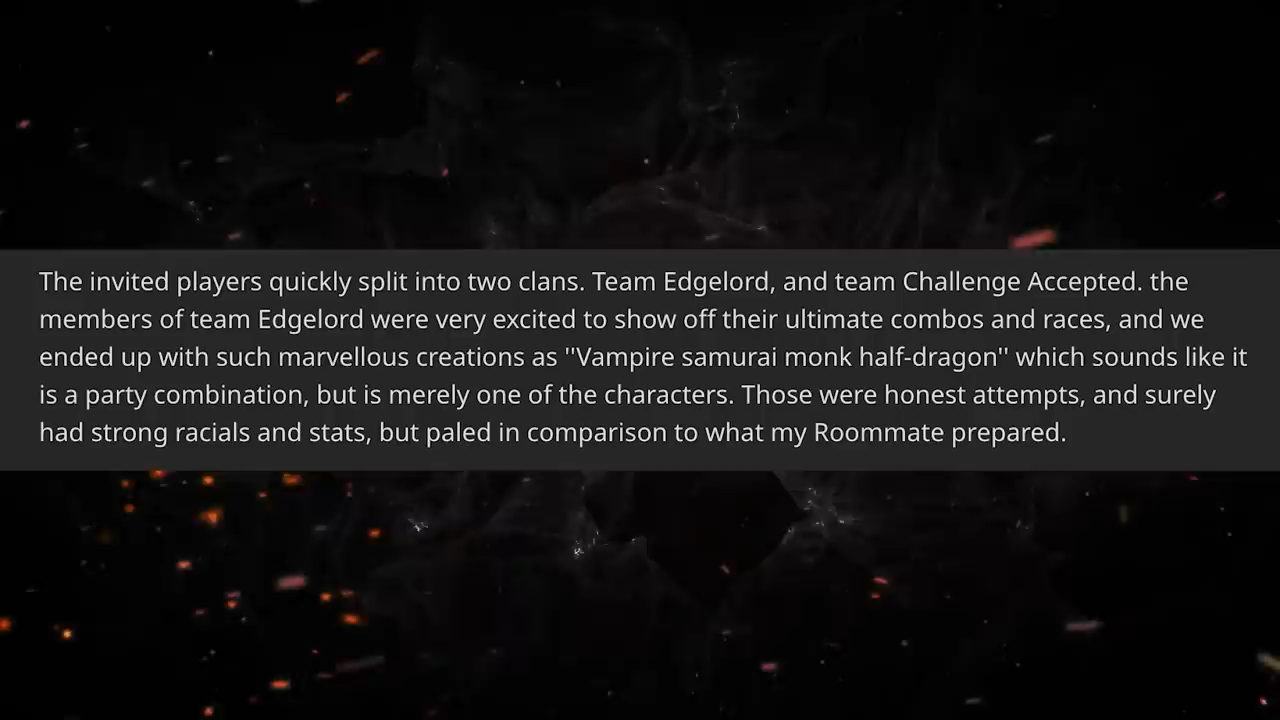 The invited players quickly split into two clans. Team Edgelord, and team Challenge Accepted. the
members of team Edgelord were very excited to show off their ultimate combos and races, and we
ended up with such marvellous creations as ''Vampire samurai monk half-dragon'' which sounds like it
is a party combination, but is merely one of the characters. Those were honest attempts, and surely
had strong racials and stats, but paled in comparison to what my Roommate prepared.